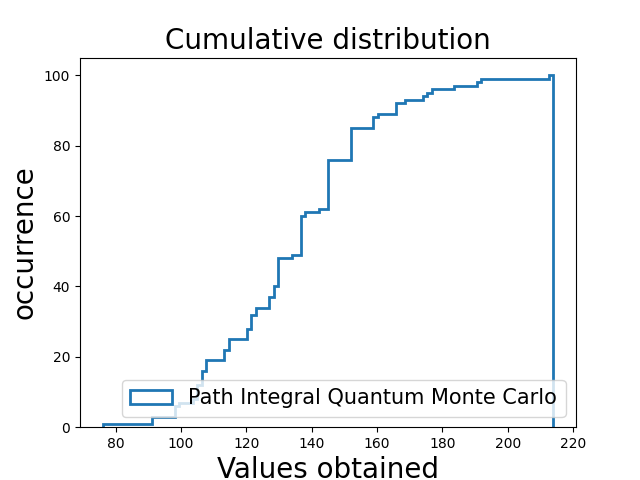 Cumulative distribution
occurrence
100
80
60
40
20
0
Path Integral Quantum Monte Carlo
80 100 120 140 160 180 200 220
Values obtained